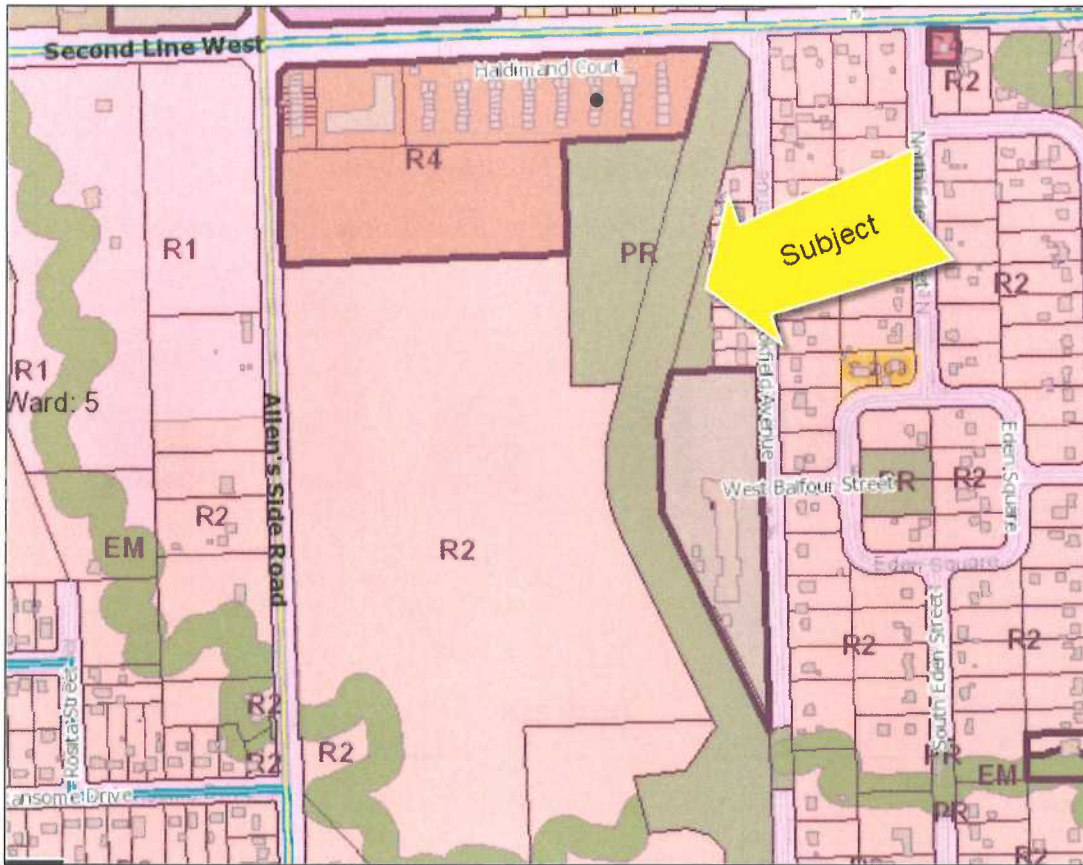 Second Line West
Haldimand Court
R2
R4
R1
PR
Subject
R2
R1
Ward: 5
Allen's Side Road
West Balfour Street
Eden Square
PR
R2
R2
R2
EM
Eden Square
South Eden Street
R2
R2
Rosita Street
R2
R2
R2
PR
EM
PR
R2
R2